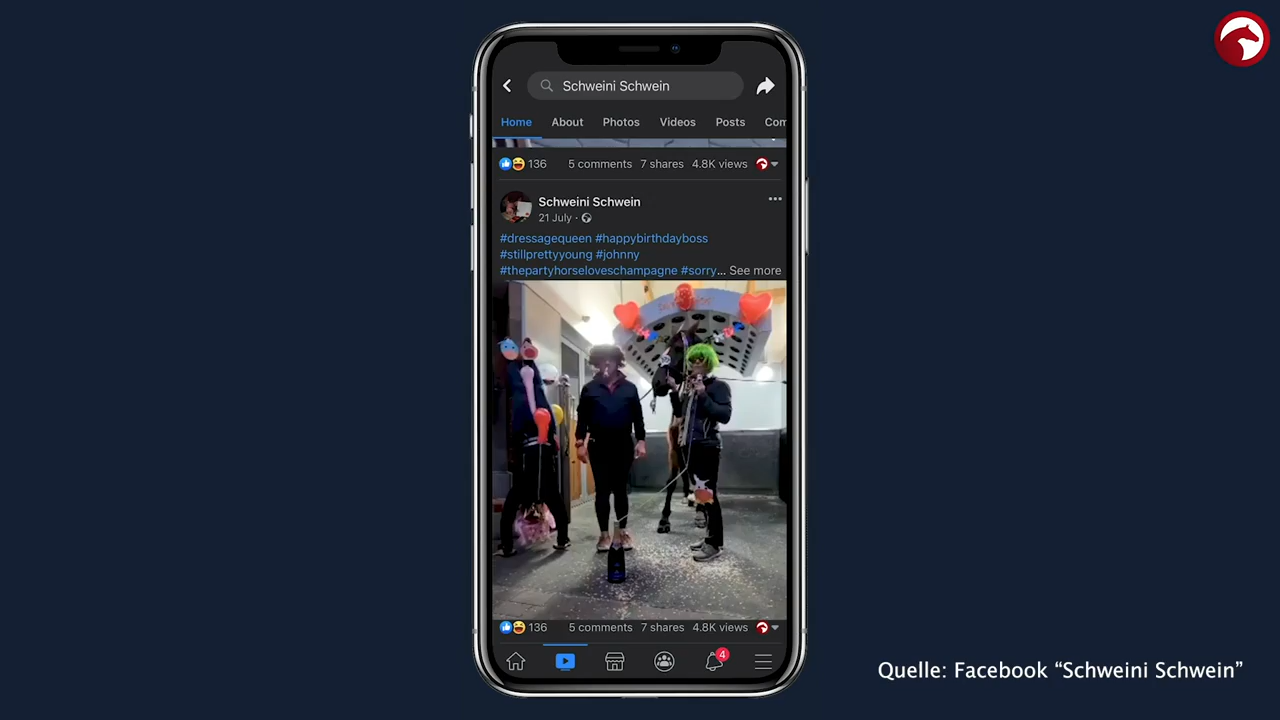 Schweini Schwein
Home About Photos Videos Posts Com
136 5 comments 7 shares 4.8K views
Schweini Schwein
21 July ·
#dressagequeen #happybirthdayboss
#stillprettyyoung #johnny
#thepartyhorseloveschampagne #sorry... See more
136 5 comments 7 shares 4.8K views
4
Quelle: Facebook “Schweini Schwein”